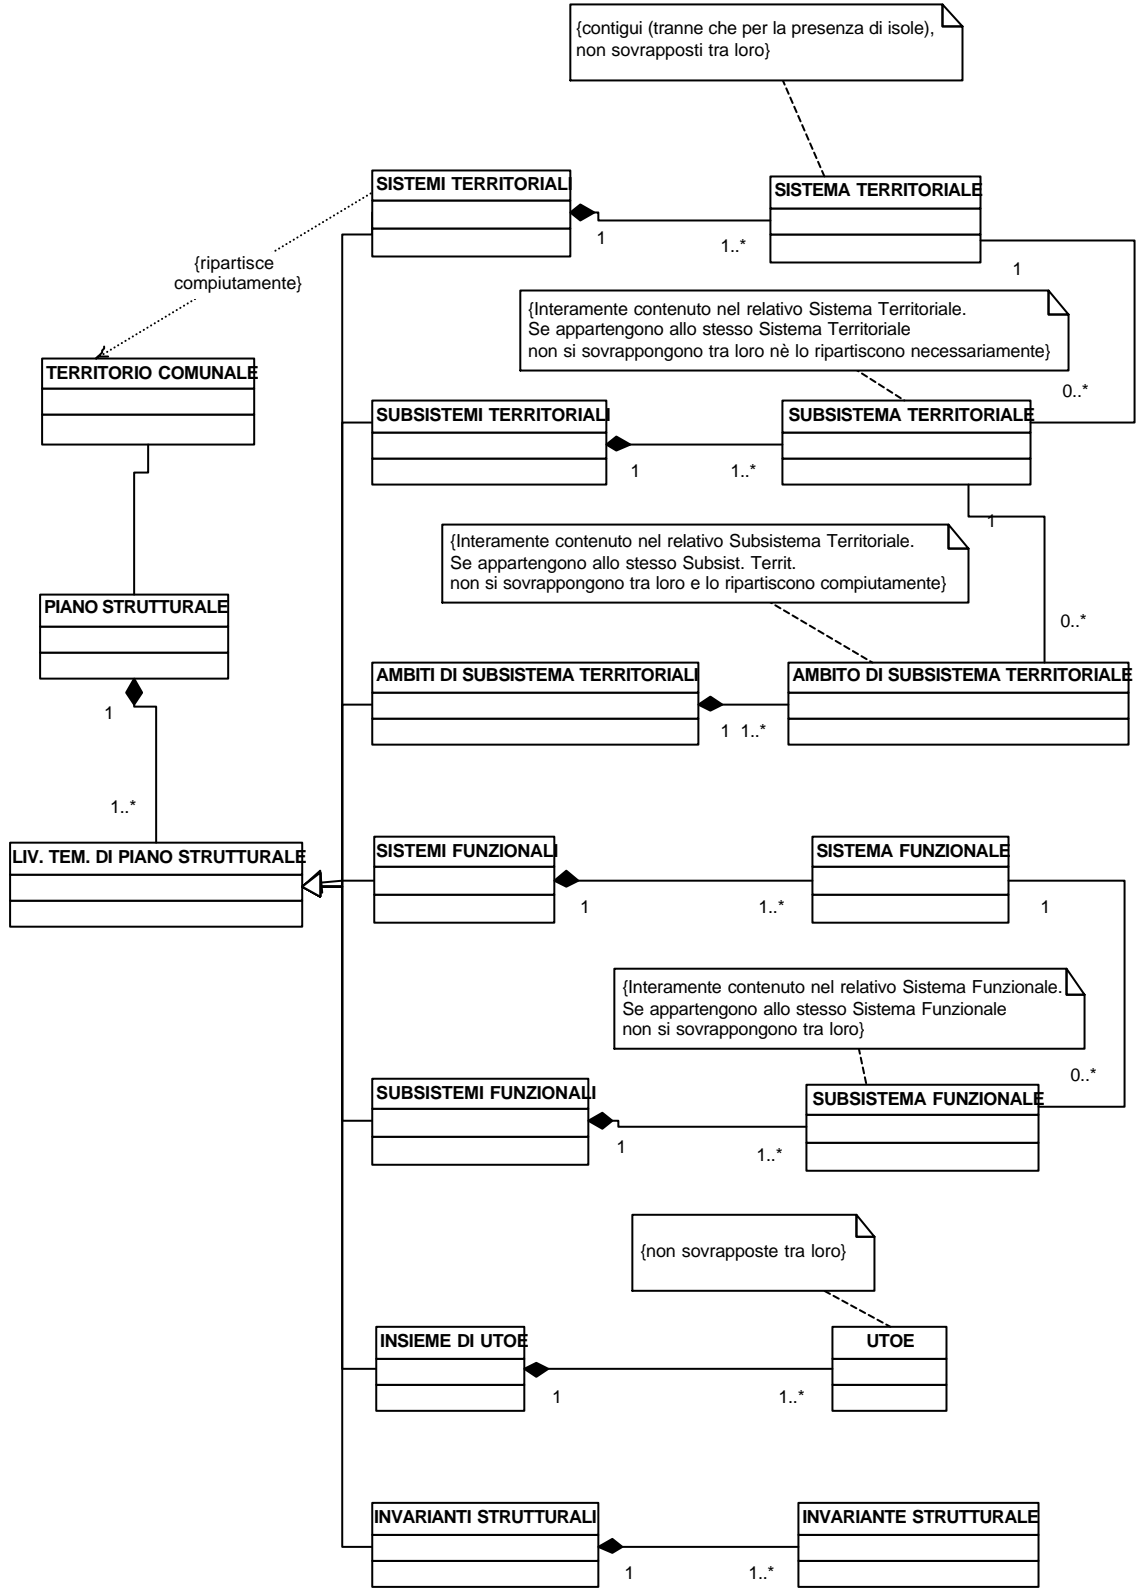 {contigui (tranne che per la presenza di isole),
non sovrapposti tra loro}
SISTEMI TERRITORIALI
SISTEMA TERRITORIALE
1
1..*
1
{ripartisce
compiutamente}
{Interamente contenuto nel relativo Sistema Territoriale.
Se appartengono allo stesso Sistema Territoriale
non si sovrappongono tra loro nè lo ripartiscono necessariamente}
TERRITORIO COMUNALE
0..*
SUBSISTEMI TERRITORIALI
SUBSISTEMA TERRITORIALE
1
1..*
1
{Interamente contenuto nel relativo Subsistema Territoriale.
Se appartengono allo stesso Subsist. Territ.
non si sovrappongono tra loro e lo ripartiscono compiutamente}
PIANO STRUTTURALE
0..*
AMBITI DI SUBSISTEMA TERRITORIALI
AMBITO DI SUBSISTEMA TERRITORIALE
1
1 1..*
1..*
LIV. TEM. DI PIANO STRUTTURALE
SISTEMI FUNZIONALI
SISTEMA FUNZIONALE
1
1..*
1
{Interamente contenuto nel relativo Sistema Funzionale.
Se appartengono allo stesso Sistema Funzionale
non si sovrappongono tra loro}
0..*
SUBSISTEMI FUNZIONALI
SUBSISTEMA FUNZIONALE
1
1..*
{non sovrapposte tra loro}
INSIEME DI UTOE
UTOE
1
1..*
INVARIANTI STRUTTURALI
INVARIANTE STRUTTURALE
1
1..*